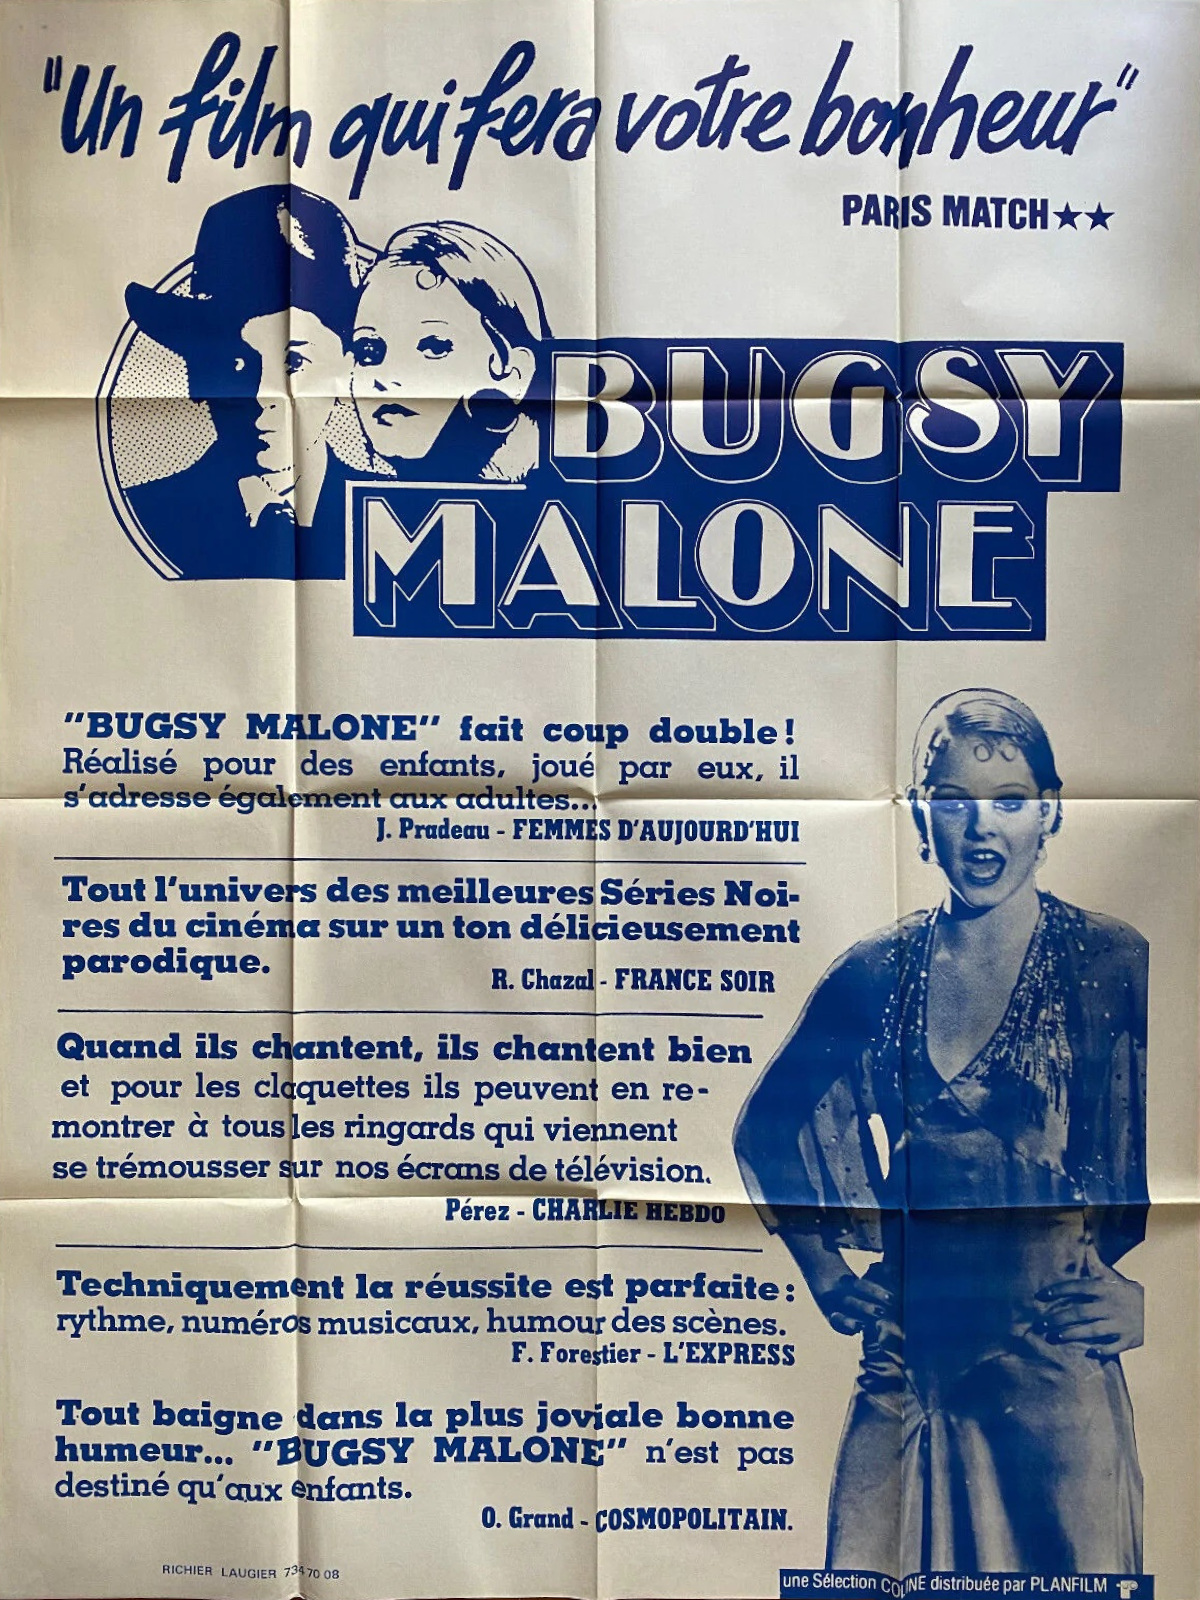 "Un film qui fera votre bonheur"
PARIS MATCH★★
BUGSY
MALONE
"BUGSY MALONE" fait coup double!
Réalisé pour des enfants, joué par eux, il
s'adresse également aux adultes...
J. Pradeau - FEMMES D'AUJOURD'HUI
Tout l'univers des meilleures Séries Noi-
res du cinéma sur un ton délicieusement
parodique.
R. Chazal - FRANCE SOIR
Quand ils chantent, ils chantent bien
et pour les claquettes ils peuvent en re-
montrer à tous les ringards qui viennent
se trémousser sur nos écrans de télévision.
Pérez - CHARLIE HEBDO
Techniquement la réussite est parfaite:
rythme, numéros musicaux, humour des scènes.
F. Forestier - L'EXPRESS
Tout baigne dans la plus joviale bonne
humeur... "BUGSY MALONE" n'est pas
destiné qu'aux enfants.
O. Grand - COSMOPOLITAIN.
RICHIER LAUGIER 734 70 08
une Sélection COLINE distribuée par PLANFILM